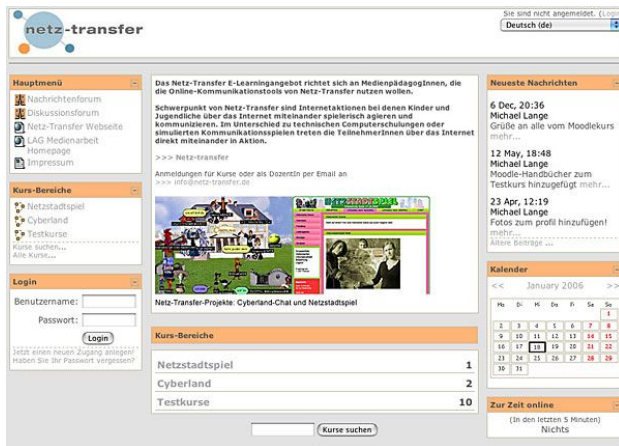 netz-transfer
Sie sind nicht angemeldet. (Login)
Deutsch (de)
Hauptmenü
Nachrichtenforum
Diskussionsforum
Netz-Transfer Webseite
LAG Medienarbeit
Homepage
Impressum
Kurs-Bereiche
Netzstadtspiel
Cyberland
Testkurse
Kurse suchen...
Alle Kurse...
Login
Benutzername:
Passwort:
Login
Jetzt einen neuen Zugang anlegen!
Haben Sie Ihr Passwort vergessen?
Das Netz-Transfer E-Learningangebot richtet sich an MedienpädagogInnen, die
die Online-Kommunikationstools von Netz-Transfer nutzen wollen.
Schwerpunkt von Netz-Transfer sind Internetaktionen bei denen Kinder und
Jugendliche über das Internet miteinander spielerisch agieren und
kommunizieren. Im Unterschied zu technischen Computerschulungen oder
simulierten Kommunikationsspielen treten die TeilnehmerInnen über das Internet
direkt miteinander in Aktion.
>>> Netz-transfer
Anmeldungen für Kurse oder als DozentIn per Email an
>>> info@netz-transfer.de
NETZSTADTSPIEL
Netz-Transfer-Projekte: Cyberland-Chat und Netzstadtspiel
Kurs-Bereiche
Netzstadtspiel 1
Cyberland 2
Testkurse 10
Kurse suchen
Neueste Nachrichten
6 Dec, 20:36
Michael Lange
Grüße an alle vom Moodlekurs
mehr...
12 May, 18:48
Michael Lange
Moodle-Handbücher zum
Testkurs hinzugefügt mehr...
23 Apr, 12:19
Michael Lange
Fotos zum profil hinzufügen!
mehr...
Ältere Beiträge ...
Kalender
<< January 2006 >>
Mo Di Mi Do Fr Sa So
1
2 3 4 5 6 7 8
9 10 11 12 13 14 15
16 17 18 19 20 21 22
23 24 25 26 27 28 29
30 31
Zur Zeit online
(In den letzten 5 Minuten)
Nichts